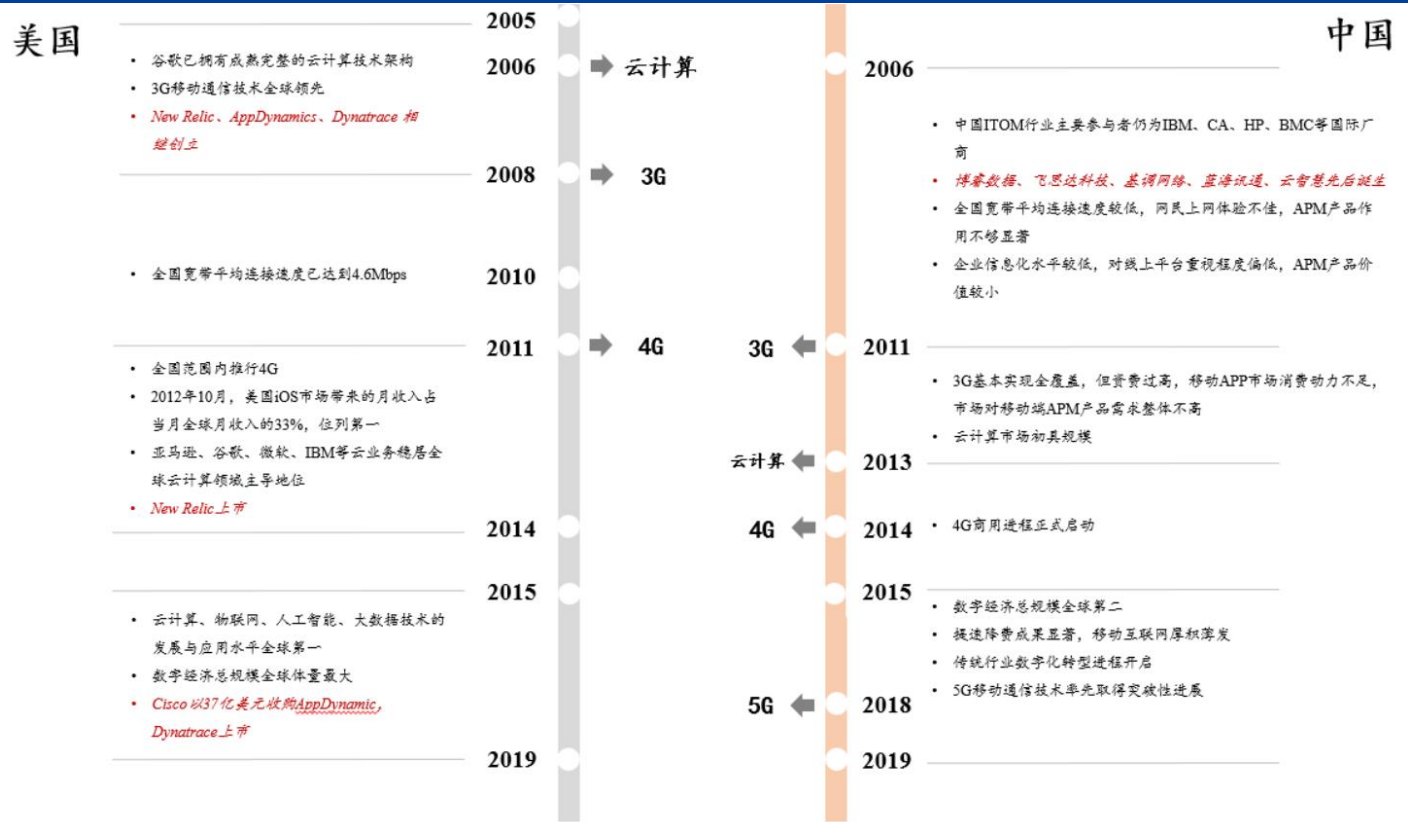 美国
2005
谷歌已拥有成熟完整的云计算技术架构
2006
云计算
3G移动通信技术全球领先
New Relic、AppDynamics、Dynatrace 相
继创立
2008
3G
全国宽带平均连接速度已达到4.6Mbps
2010
2011
4G
全国范围内推行4G
2012年10月，美国iOS市场带来的月收入占
当月全球月收入的33%，位列第一
亚马逊、谷歌、微软、IBM等云业务稳居全
球云计算领域主导地位
New Relic上市
2014
2015
云计算、物联网、人工智能、大数据技术的
发展与应用水平全球第一
数字经济总规模全球体量最大
Cisco以37亿美元收购AppDynamic，
Dynatrace上市
2019
中国
2006
中国ITOM行业主要参与者仍为IBM、CA、HP、BMC等国际厂
商
博睿数据、飞思达科技、基调网络、蓝海讯通、云智慧先后诞生
全国宽带平均连接速度较低，网民上网体验不佳，APM产品作
用不够显著
企业信息化水平较低，对线上平台重视程度偏低，APM产品价
值较小
3G
2011
3G基本实现全覆盖，但资费过高，移动APP市场消费动力不足，
市场对移动端APM产品需求整体不高
云计算市场初具规模
云计算
2013
4G
2014
4G商用进程正式启动
2015
数字经济总规模全球第二
提速降费成果显著，移动互联网厚积薄发
传统行业数字化转型进程开启
5G移动通信技术率先取得突破性进展
5G
2018
2019